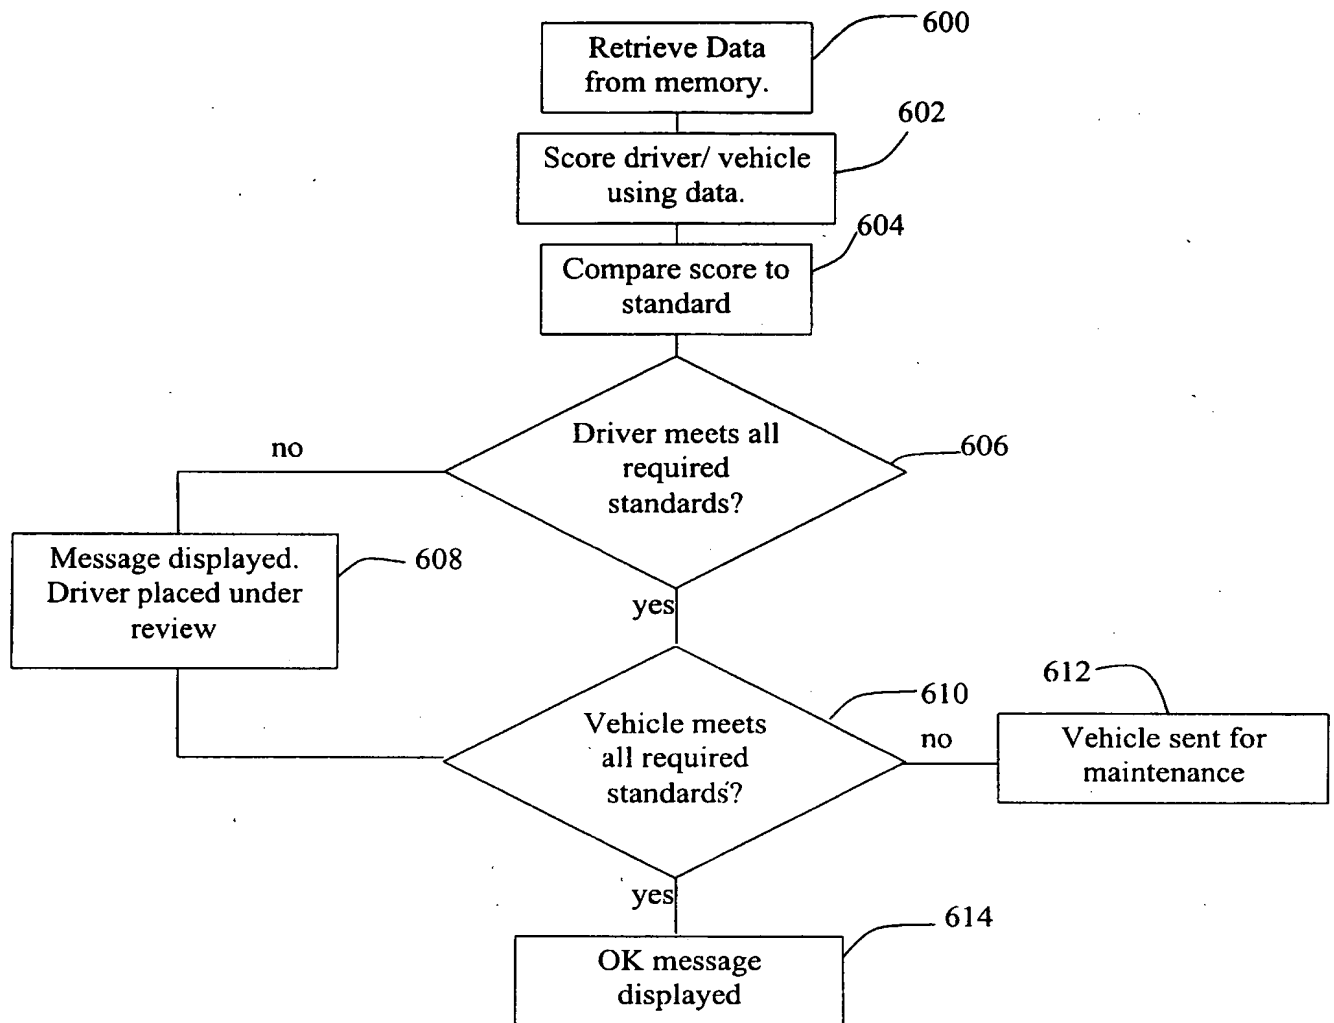 600
Retrieve Data
from memory.
602
Score driver/ vehicle
using data.
604
Compare score to
standard
Driver meets all
required
standards?
606
no
Message displayed.
Driver placed under
review
608
yes
Vehicle meets
all required
standards?
610
no
612
Vehicle sent for
maintenance
yes
614
OK message
displayed